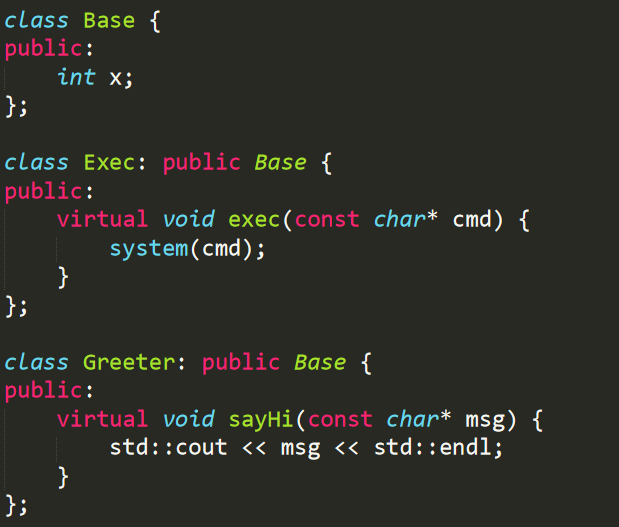 class Base {
public:
    int x;
};

class Exec: public Base {
public:
    virtual void exec(const char* cmd) {
        system(cmd);
    }
};

class Greeter: public Base {
public:
    virtual void sayHi(const char* msg) {
        std::cout << msg << std::endl;
    }
};